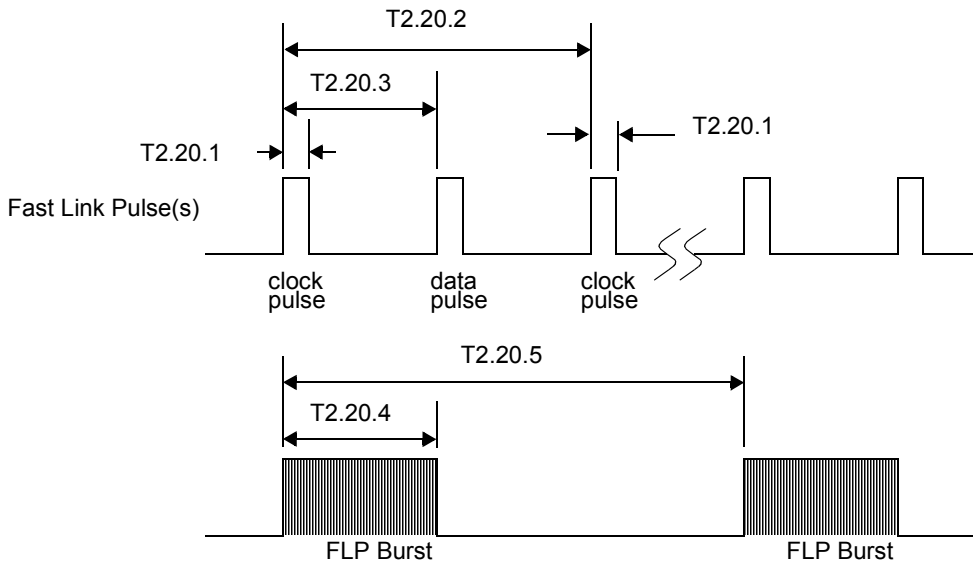 T2.20.2
T2.20.3
T2.20.1
T2.20.1
Fast Link Pulse(s)
clock
pulse
data
pulse
clock
pulse
T2.20.5
T2.20.4
FLP Burst
FLP Burst